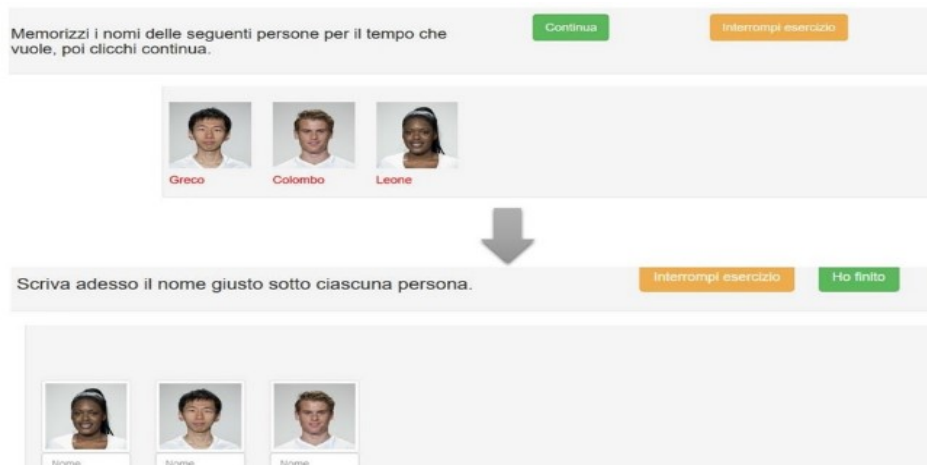 Memorizzi i nomi delle seguenti persone per il tempo che
vuole, poi clicchi continua.
Continua
Interrompi esercizio
Greco
Colombo
Leone
Scriva adesso il nome giusto sotto ciascuna persona.
Interrompi esercizio
Ho finito
Nome
Nome
Nome